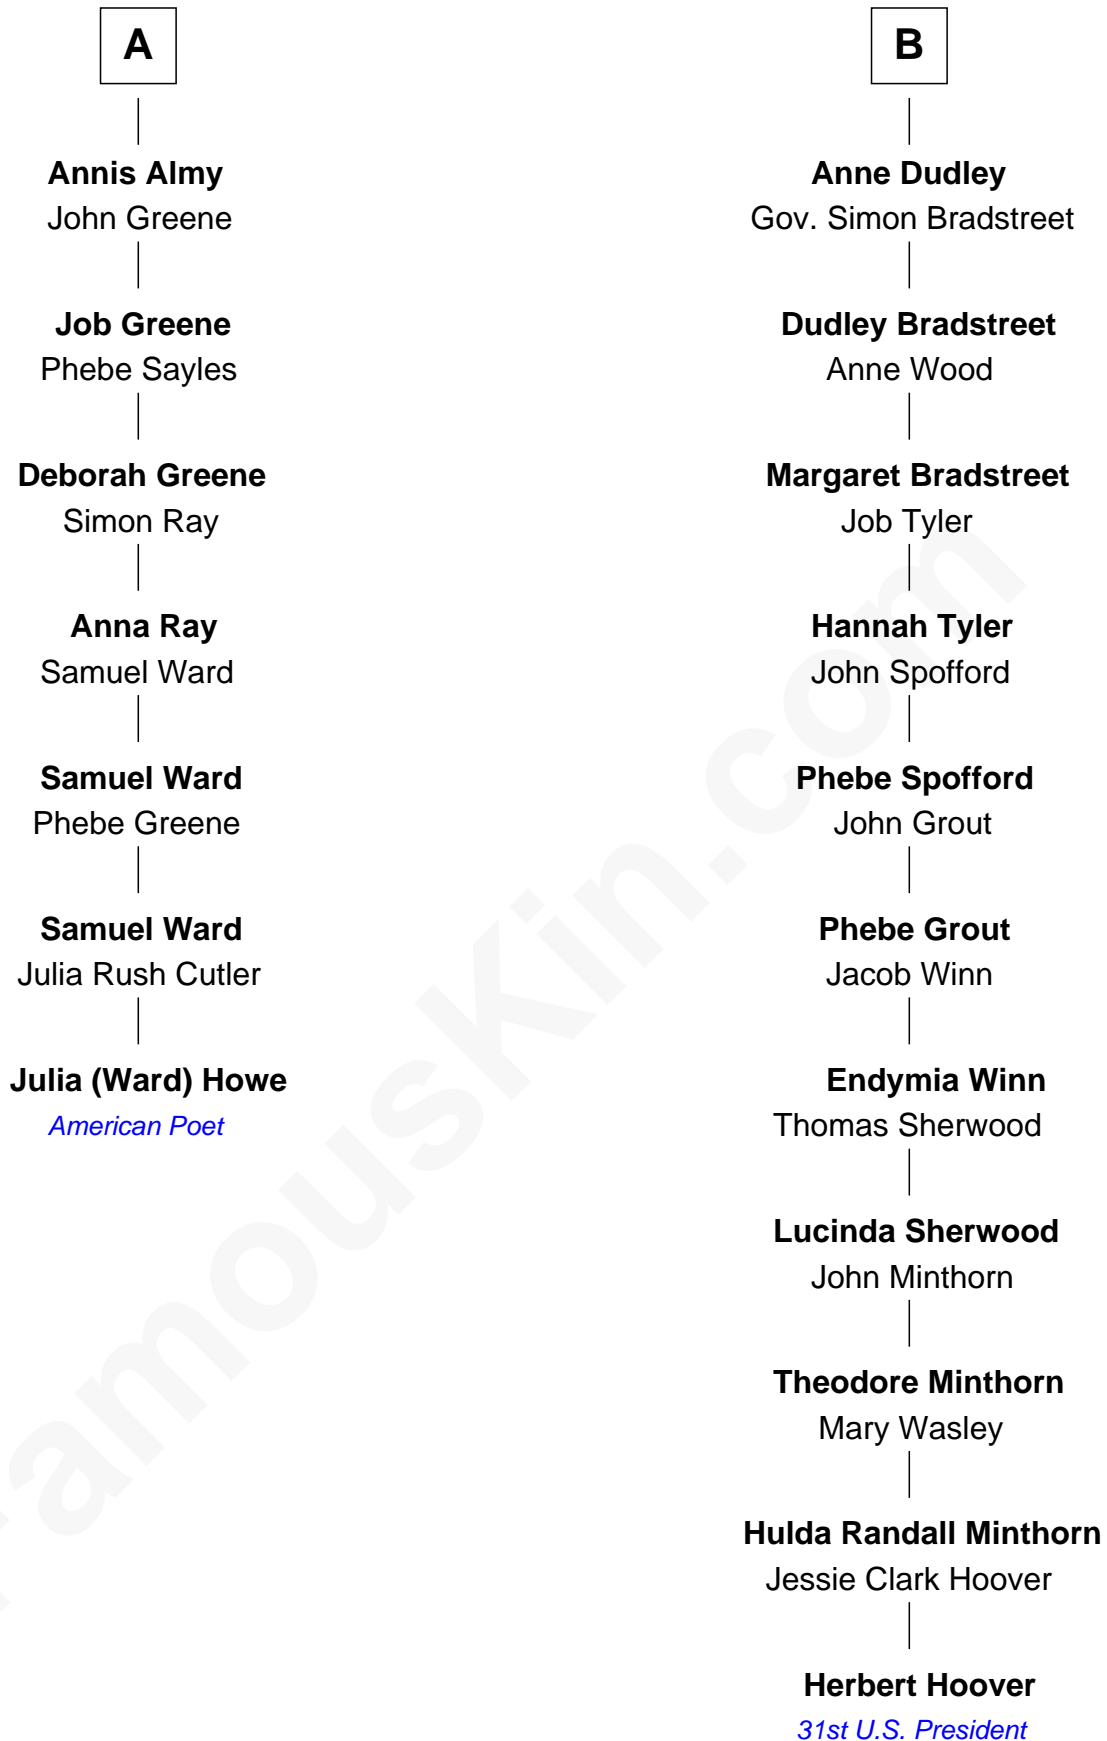 A
Annis Almy
John Greene
Job Greene
Phebe Sayles
Deborah Greene
Simon Ray
Anna Ray
Samuel Ward
Samuel Ward
Phebe Greene
Samuel Ward
Julia Rush Cutler
Julia (Ward) Howe
American Poet
B
Anne Dudley
Gov. Simon Bradstreet
Dudley Bradstreet
Anne Wood
Margaret Bradstreet
Job Tyler
Hannah Tyler
John Spofford
Phebe Spofford
John Grout
Phebe Grout
Jacob Winn
Endymia Winn
Thomas Sherwood
Lucinda Sherwood
John Minthorn
Theodore Minthorn
Mary Wasley
Hulda Randall Minthorn
Jessie Clark Hoover
Herbert Hoover
31st U.S. President
FamousKin.com